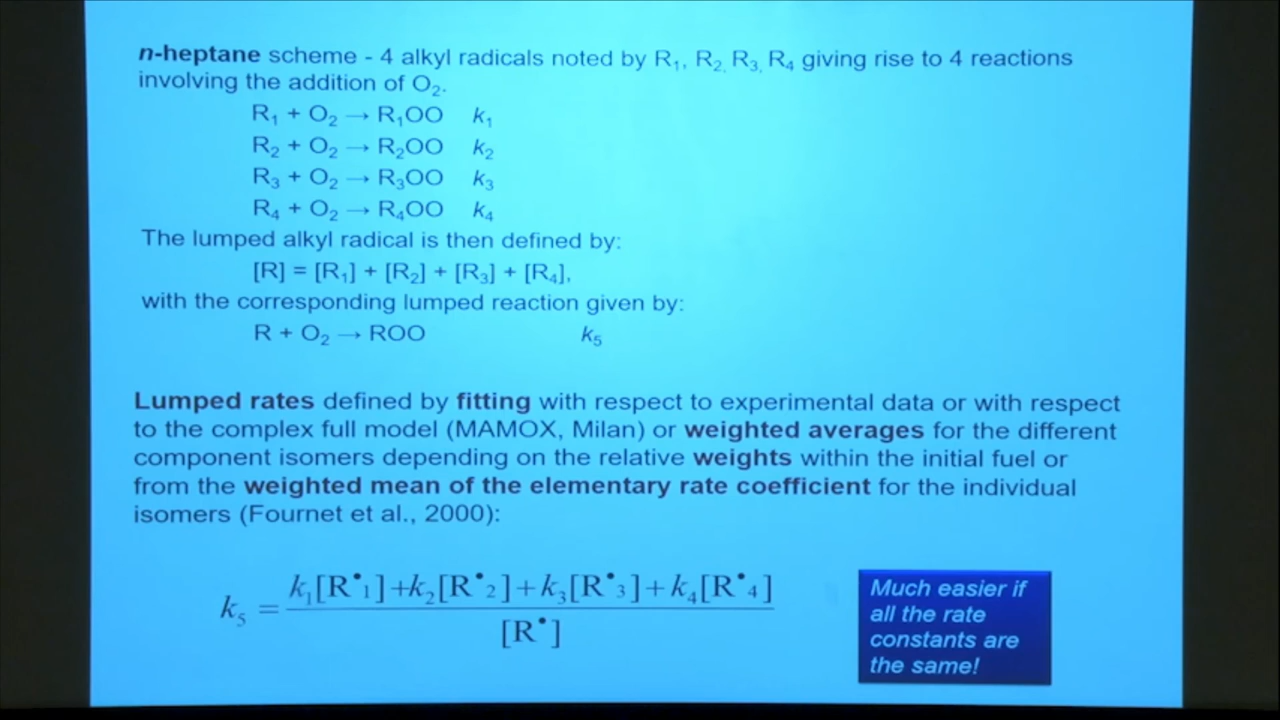 n-heptane scheme - 4 alkyl radicals noted by R₁, R₂, R₃, R₄ giving rise to 4 reactions
involving the addition of O₂.
R₁ + O₂ → R₁OO k₁
R₂ + O₂ → R₂OO k₂
R₃ + O₂ → R₃OO k₃
R₄ + O₂ → R₄OO k₄
The lumped alkyl radical is then defined by:
[R] = [R₁] + [R₂] + [R₃] + [R₄],
with the corresponding lumped reaction given by:
R + O₂ → ROO k₅
Lumped rates defined by fitting with respect to experimental data or with respect
to the complex full model (MAMOX, Milan) or weighted averages for the different
component isomers depending on the relative weights within the initial fuel or
from the weighted mean of the elementary rate coefficient for the individual
isomers (Fournet et al., 2000):
k₅ = k₁[R•₁]+k₂[R•₂]+k₃[R•₃]+k₄[R•₄]
[R•]
Much easier if
all the rate
constants are
the same!